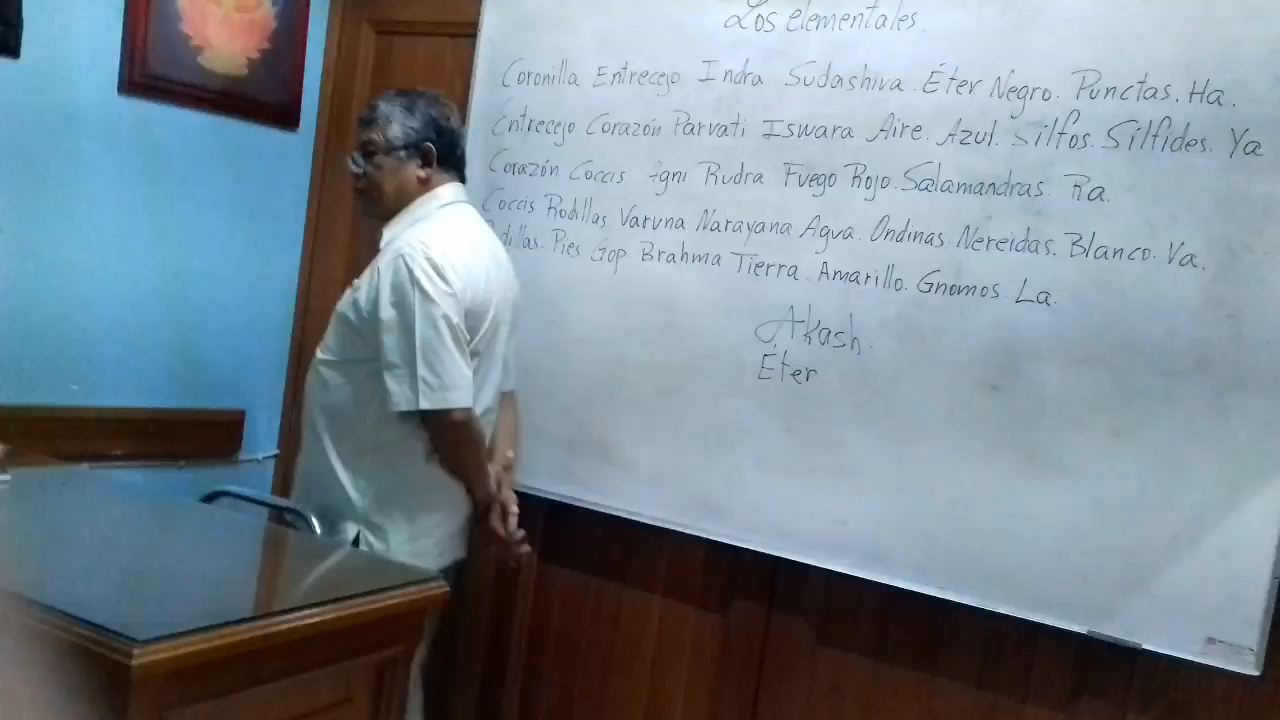 Los elementales.
Coronilla Entrecejo Indra Sudashiva. Éter Negro. Punctas. Ha.
Entrecejo Corazón Parvati Iswara. Aire. Azul. Silfos. Silfides. Ya
Corazón Coccis Agni Rudra Fuego Rojo. Salamandras. Ra.
Coccis Rodillas Varuna Narayana Agua. Ondinas. Nereidas. Blanco. Va.
Pies Gop Brahma Tierra. Amarillo. Gnomos. La.
Akash.
Éter